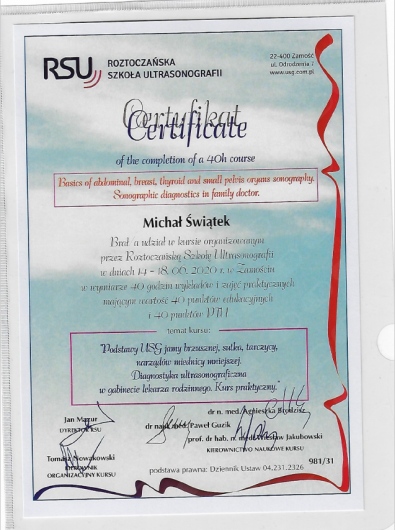 RSU ROZTOCZAŃSKA
SZKOŁA ULTRASONOGRAFII
22-400 Zamość
ul. Odrodzenia 7
www.usg.com.pl
Certyfikat
Certificate
of the completion of a 40h course
Basics of abdominal, breast, thyroid and small pelvis organs sonography.
Sonographic diagnostics in family doctor.
Michał Świątek
Brał a udział w kursie organizowanym
przez Roztoczańską Szkołę Ultrasonografii
w dniach 14 - 18. 09. 2020 r. w Zamościu
w wymiarze 40 godzin wykładów i zajęć praktycznych
mającym wartość 40 punktów edukacyjnych
i 40 punktów PTU
temat kursu:
"Podstawy USG jamy brzusznej, sutka, tarczycy,
narządów miednicy mniejszej.
Diagnostyka ultrasonograficzna
w gabinecie lekarza rodzinnego. Kurs praktyczny."
Jan Mazur
DYREKTOR RSU
dr n. med. Agnieszka Brodzisz
dr nauk med. Paweł Guzik
prof. dr hab. n. med. Wiesław Jakubowski
KIEROWNICTWO NAUKOWE KURSU
Tomasz Nowakowski
KIEROWNIK
ORGANIZACYJNY KURSU
981/31
podstawa prawna: Dziennik Ustaw 04.231.2326